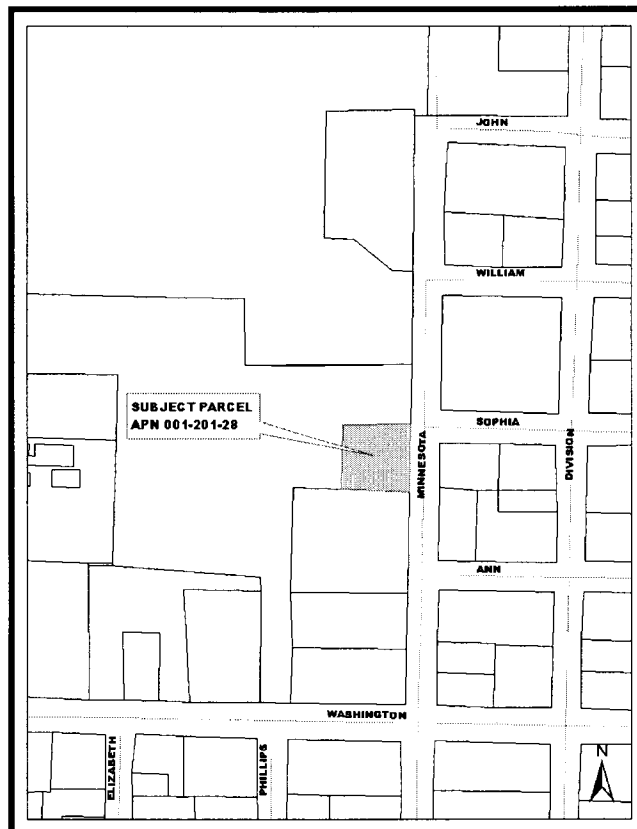 JOHN
WILLIAM
SUBJECT PARCEL
APN 001-201-28
SOPHIA
MINNESOTA
DIVISION
ANN
WASHINGTON
ELIZABETH
PHILLIPS
N